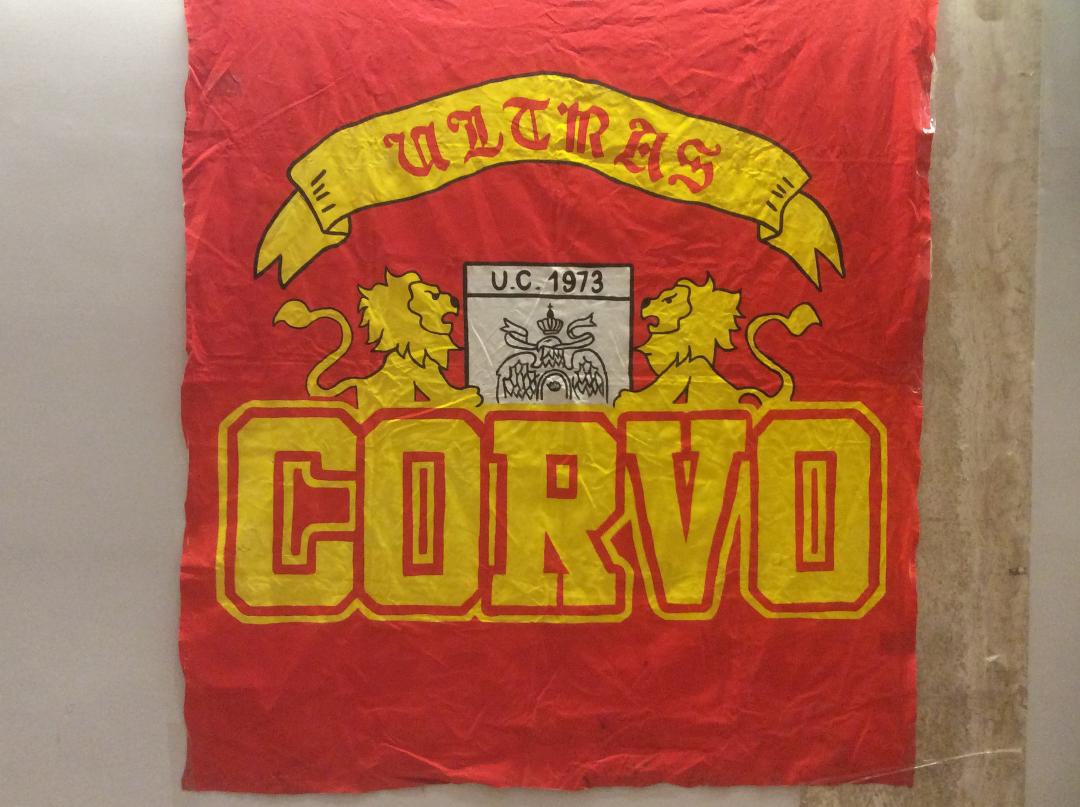 ULTRAS
U.C. 1973
CORVO